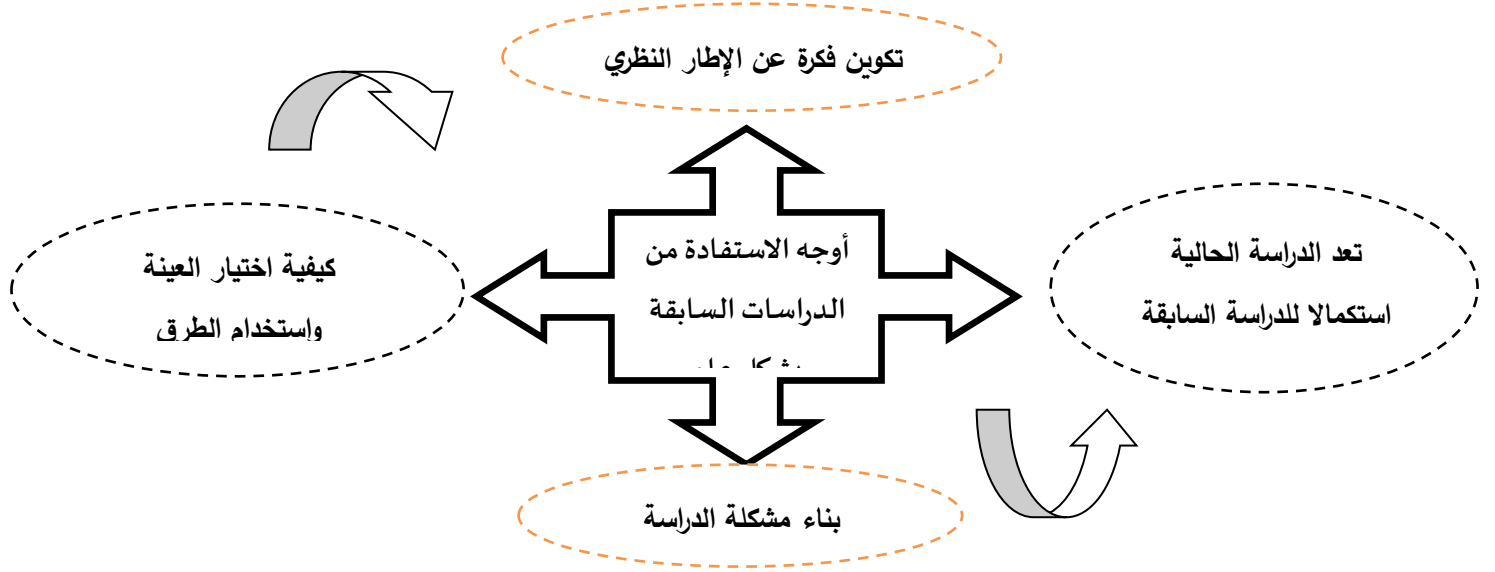 تكوين فكرة عن الإطار النظري
أوجه الاستفادة من
الدراسات السابقة
تعد الدراسة الحالية
استكمالا للدراسة السابقة
كيفية اختيار العينة
واستخدام الطرق
بناء مشكلة الدراسة